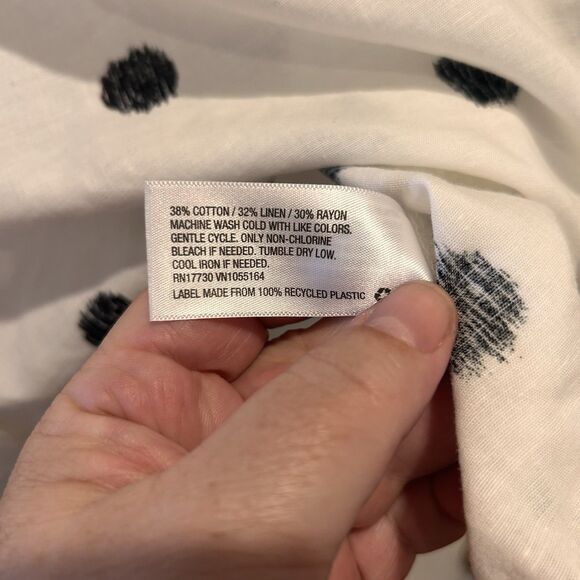 38% COTTON / 32% LINEN / 30% RAYON
MACHINE WASH COLD WITH LIKE COLORS.
GENTLE CYCLE. ONLY NON-CHLORINE
BLEACH IF NEEDED. TUMBLE DRY LOW.
COOL IRON IF NEEDED.
RN17730 VN1055164
LABEL MADE FROM 100% RECYCLED PLASTIC